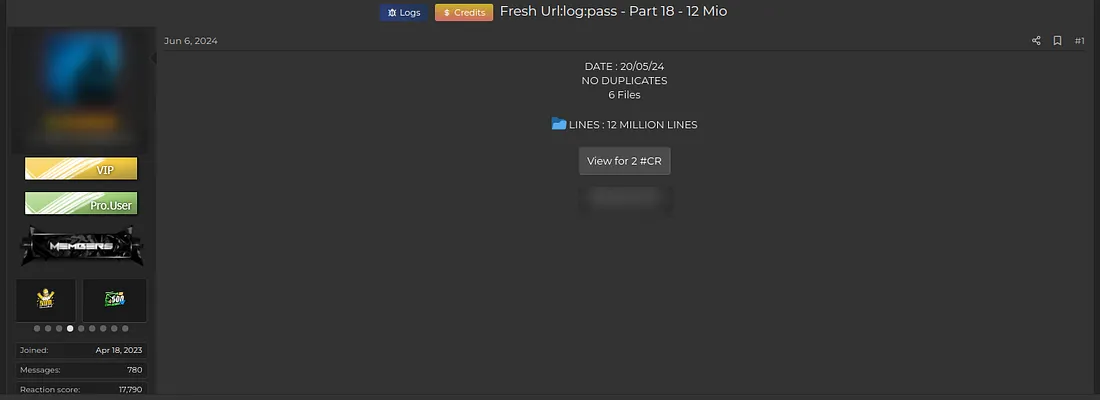 Logs Credits Fresh Url:log:pass - Part 18 - 12 Mio
Jun 6, 2024 #1
DATE : 20/05/24
NO DUPLICATES
6 Files
LINES : 12 MILLION LINES
View for 2 #CR
VIP
Pro.User
MEMBERS
500
Joined: Apr 18, 2023
Messages: 780
Reaction score: 17,790